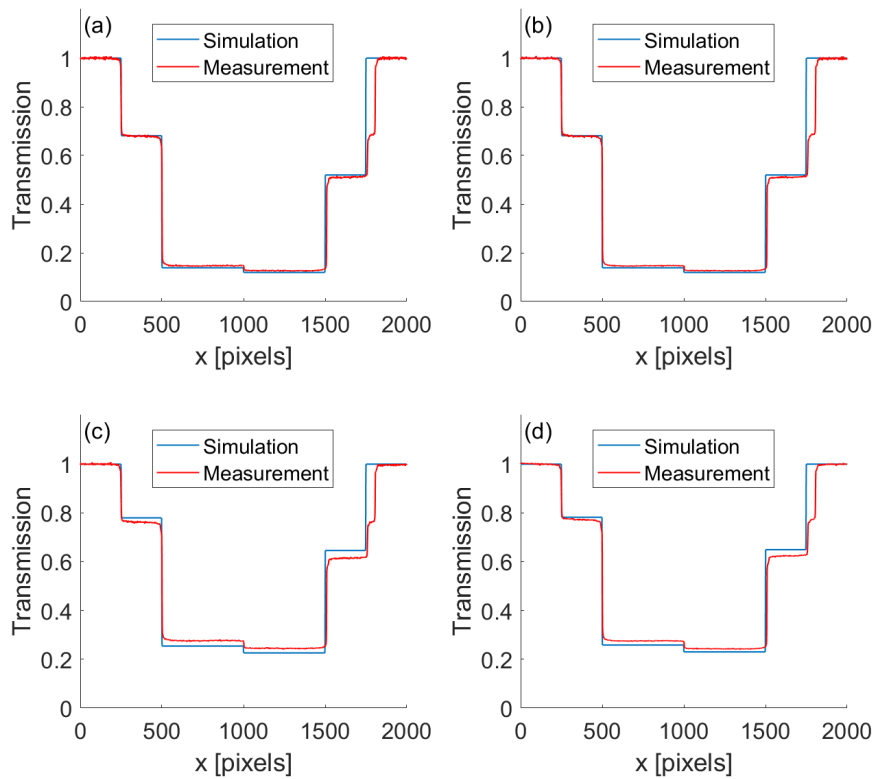 (a)
Simulation
Measurement
Transmission
1
0.8
0.6
0.4
0.2
0
0 500 1000 1500 2000
x [pixels]
(b)
Simulation
Measurement
Transmission
1
0.8
0.6
0.4
0.2
0
0 500 1000 1500 2000
x [pixels]
(c)
Simulation
Measurement
Transmission
1
0.8
0.6
0.4
0.2
0
0 500 1000 1500 2000
x [pixels]
(d)
Simulation
Measurement
Transmission
1
0.8
0.6
0.4
0.2
0
0 500 1000 1500 2000
x [pixels]